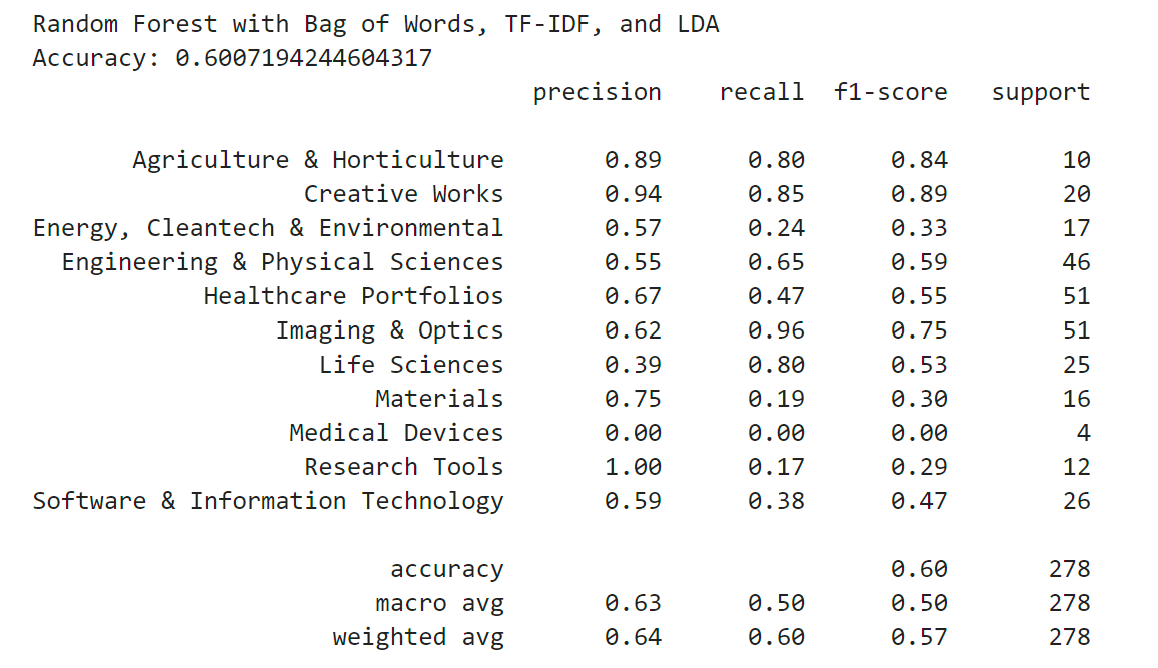 Random Forest with Bag of Words, TF-IDF, and LDA
Accuracy: 0.6007194244604317
precision recall f1-score support
Agriculture & Horticulture 0.89 0.80 0.84 10
Creative Works 0.94 0.85 0.89 20
Energy, Cleantech & Environmental 0.57 0.24 0.33 17
Engineering & Physical Sciences 0.55 0.65 0.59 46
Healthcare Portfolios 0.67 0.47 0.55 51
Imaging & Optics 0.62 0.96 0.75 51
Life Sciences 0.39 0.80 0.53 25
Materials 0.75 0.19 0.30 16
Medical Devices 0.00 0.00 0.00 4
Research Tools 1.00 0.17 0.29 12
Software & Information Technology 0.59 0.38 0.47 26
accuracy 0.60 278
macro avg 0.63 0.50 0.50 278
weighted avg 0.64 0.60 0.57 278